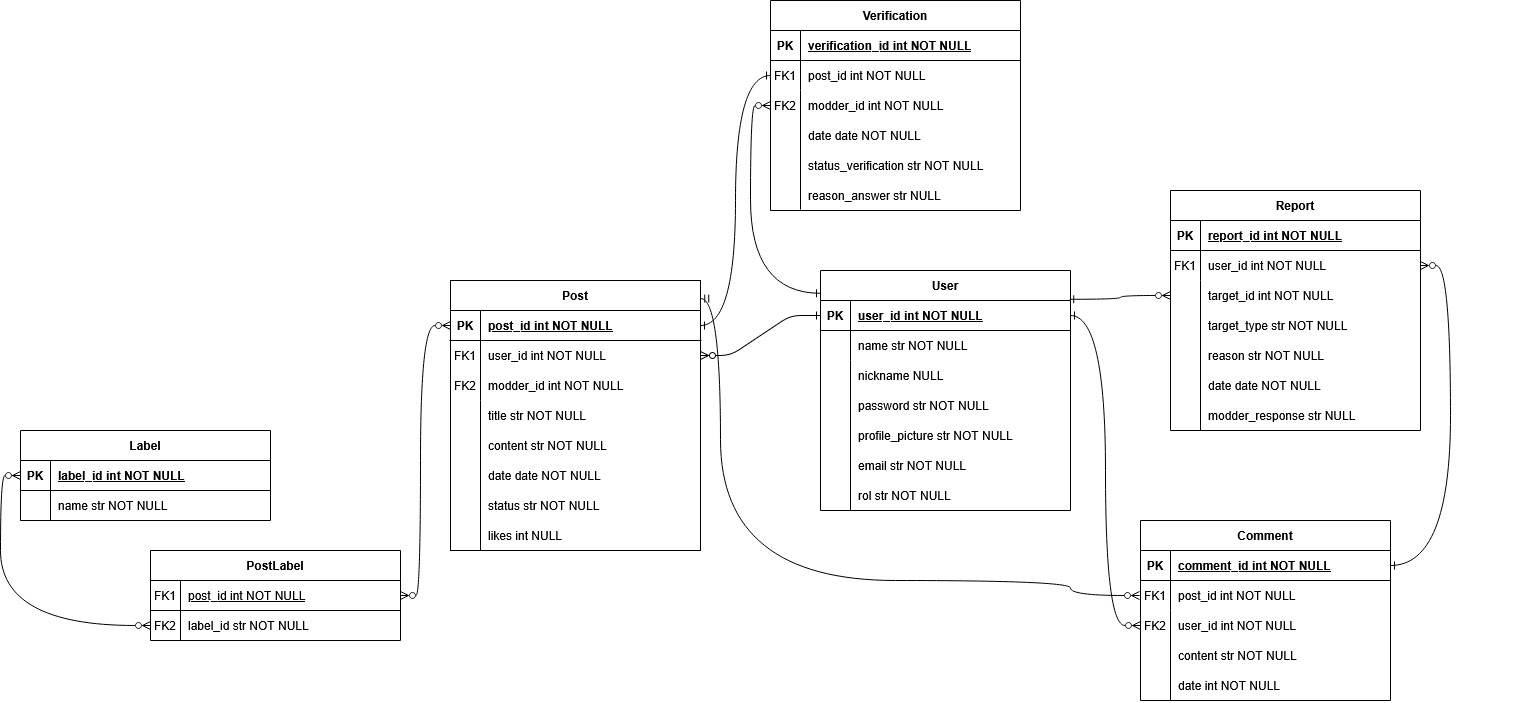 Verification
PK verification_id int NOT NULL
FK1 post_id int NOT NULL
FK2 modder_id int NOT NULL
date date NOT NULL
status_verification str NOT NULL
reason_answer str NULL
Report
PK report_id int NOT NULL
FK1 user_id int NOT NULL
target_id int NOT NULL
target_type str NOT NULL
reason str NOT NULL
date date NOT NULL
modder_response str NULL
User
PK user_id int NOT NULL
name str NOT NULL
nickname NULL
password str NOT NULL
profile_picture str NOT NULL
email str NOT NULL
rol str NOT NULL
Post
PK post_id int NOT NULL
FK1 user_id int NOT NULL
FK2 modder_id int NOT NULL
title str NOT NULL
content str NOT NULL
date date NOT NULL
status str NOT NULL
likes int NULL
Label
PK label_id int NOT NULL
name str NOT NULL
PostLabel
FK1 post_id int NOT NULL
FK2 label_id str NOT NULL
Comment
PK comment_id int NOT NULL
FK1 post_id int NOT NULL
FK2 user_id int NOT NULL
content str NOT NULL
date int NOT NULL